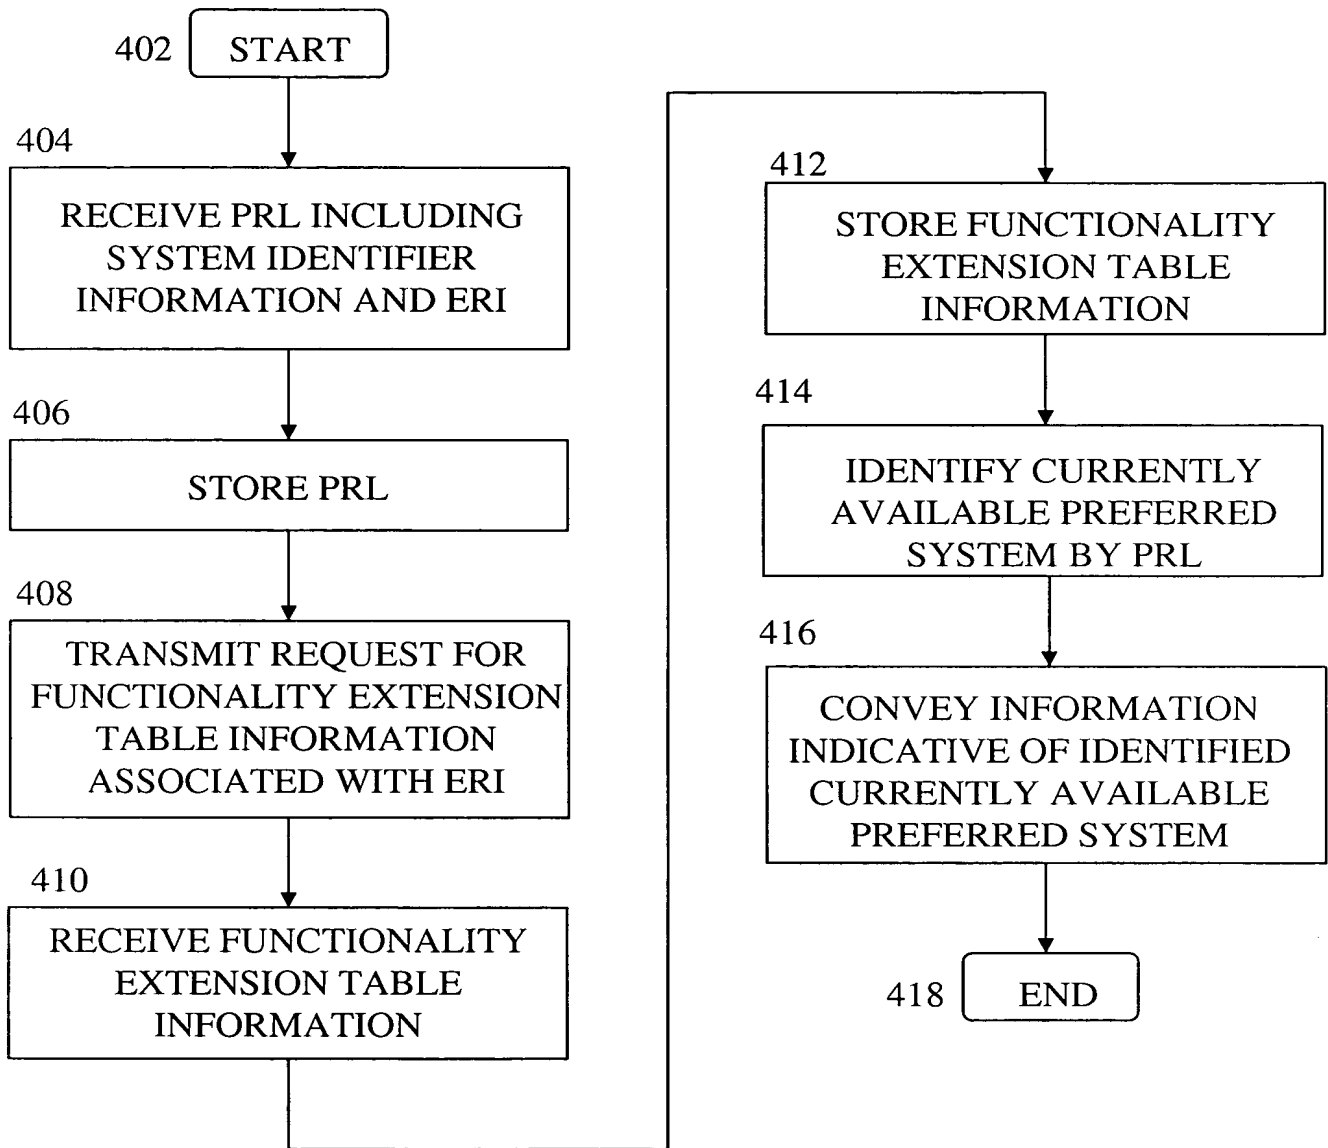 402 START
404
RECEIVE PRL INCLUDING
SYSTEM IDENTIFIER
INFORMATION AND ERI
406
STORE PRL
408
TRANSMIT REQUEST FOR
FUNCTIONALITY EXTENSION
TABLE INFORMATION
ASSOCIATED WITH ERI
410
RECEIVE FUNCTIONALITY
EXTENSION TABLE
INFORMATION
412
STORE FUNCTIONALITY
EXTENSION TABLE
INFORMATION
414
IDENTIFY CURRENTLY
AVAILABLE PREFERRED
SYSTEM BY PRL
416
CONVEY INFORMATION
INDICATIVE OF IDENTIFIED
CURRENTLY AVAILABLE
PREFERRED SYSTEM
418 END